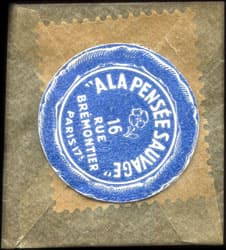 "A LA PENSÉE SAUVAGE"
16
RUE
BRÉMONTIER
PARIS 17e